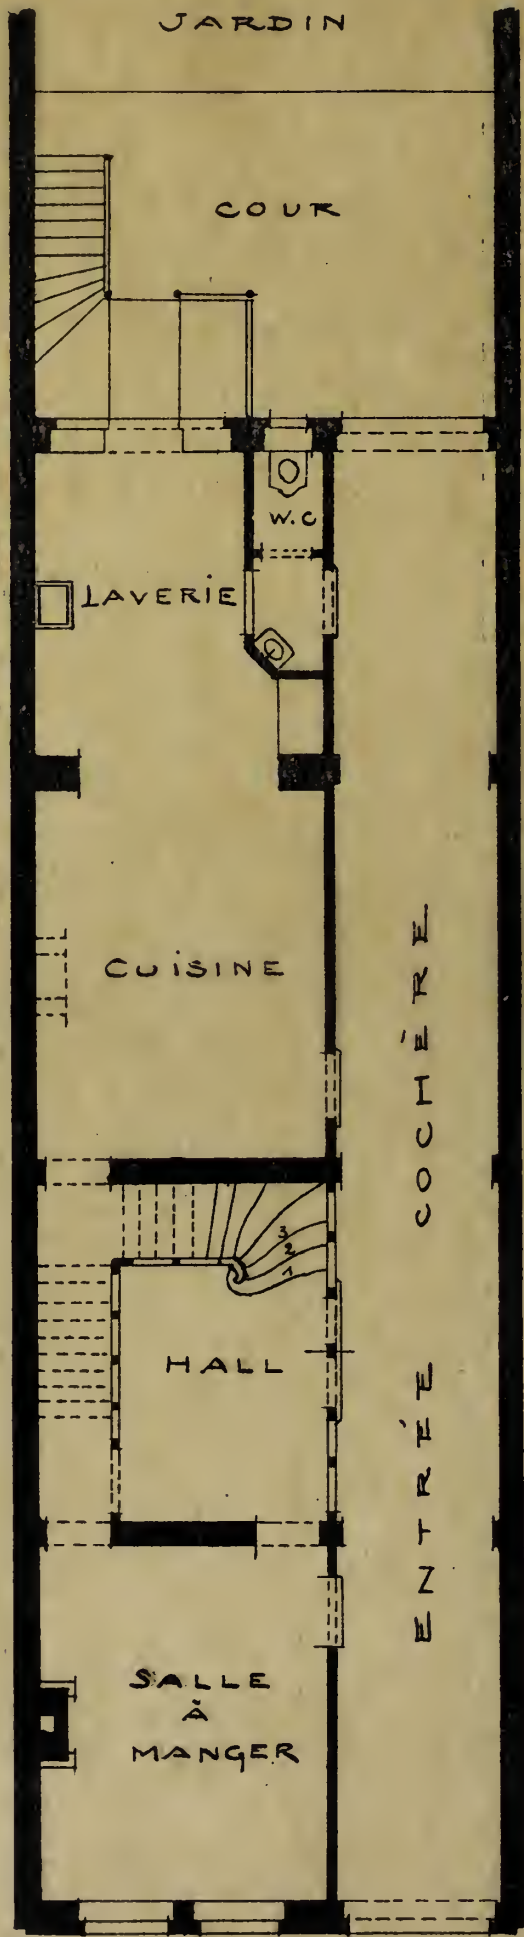 JARDIN
COUR
W.C
LAVERiE
CUiSINE
3
2
1
HALL
ENTRÉE COCHÈRE
SALLE
À
MANGER